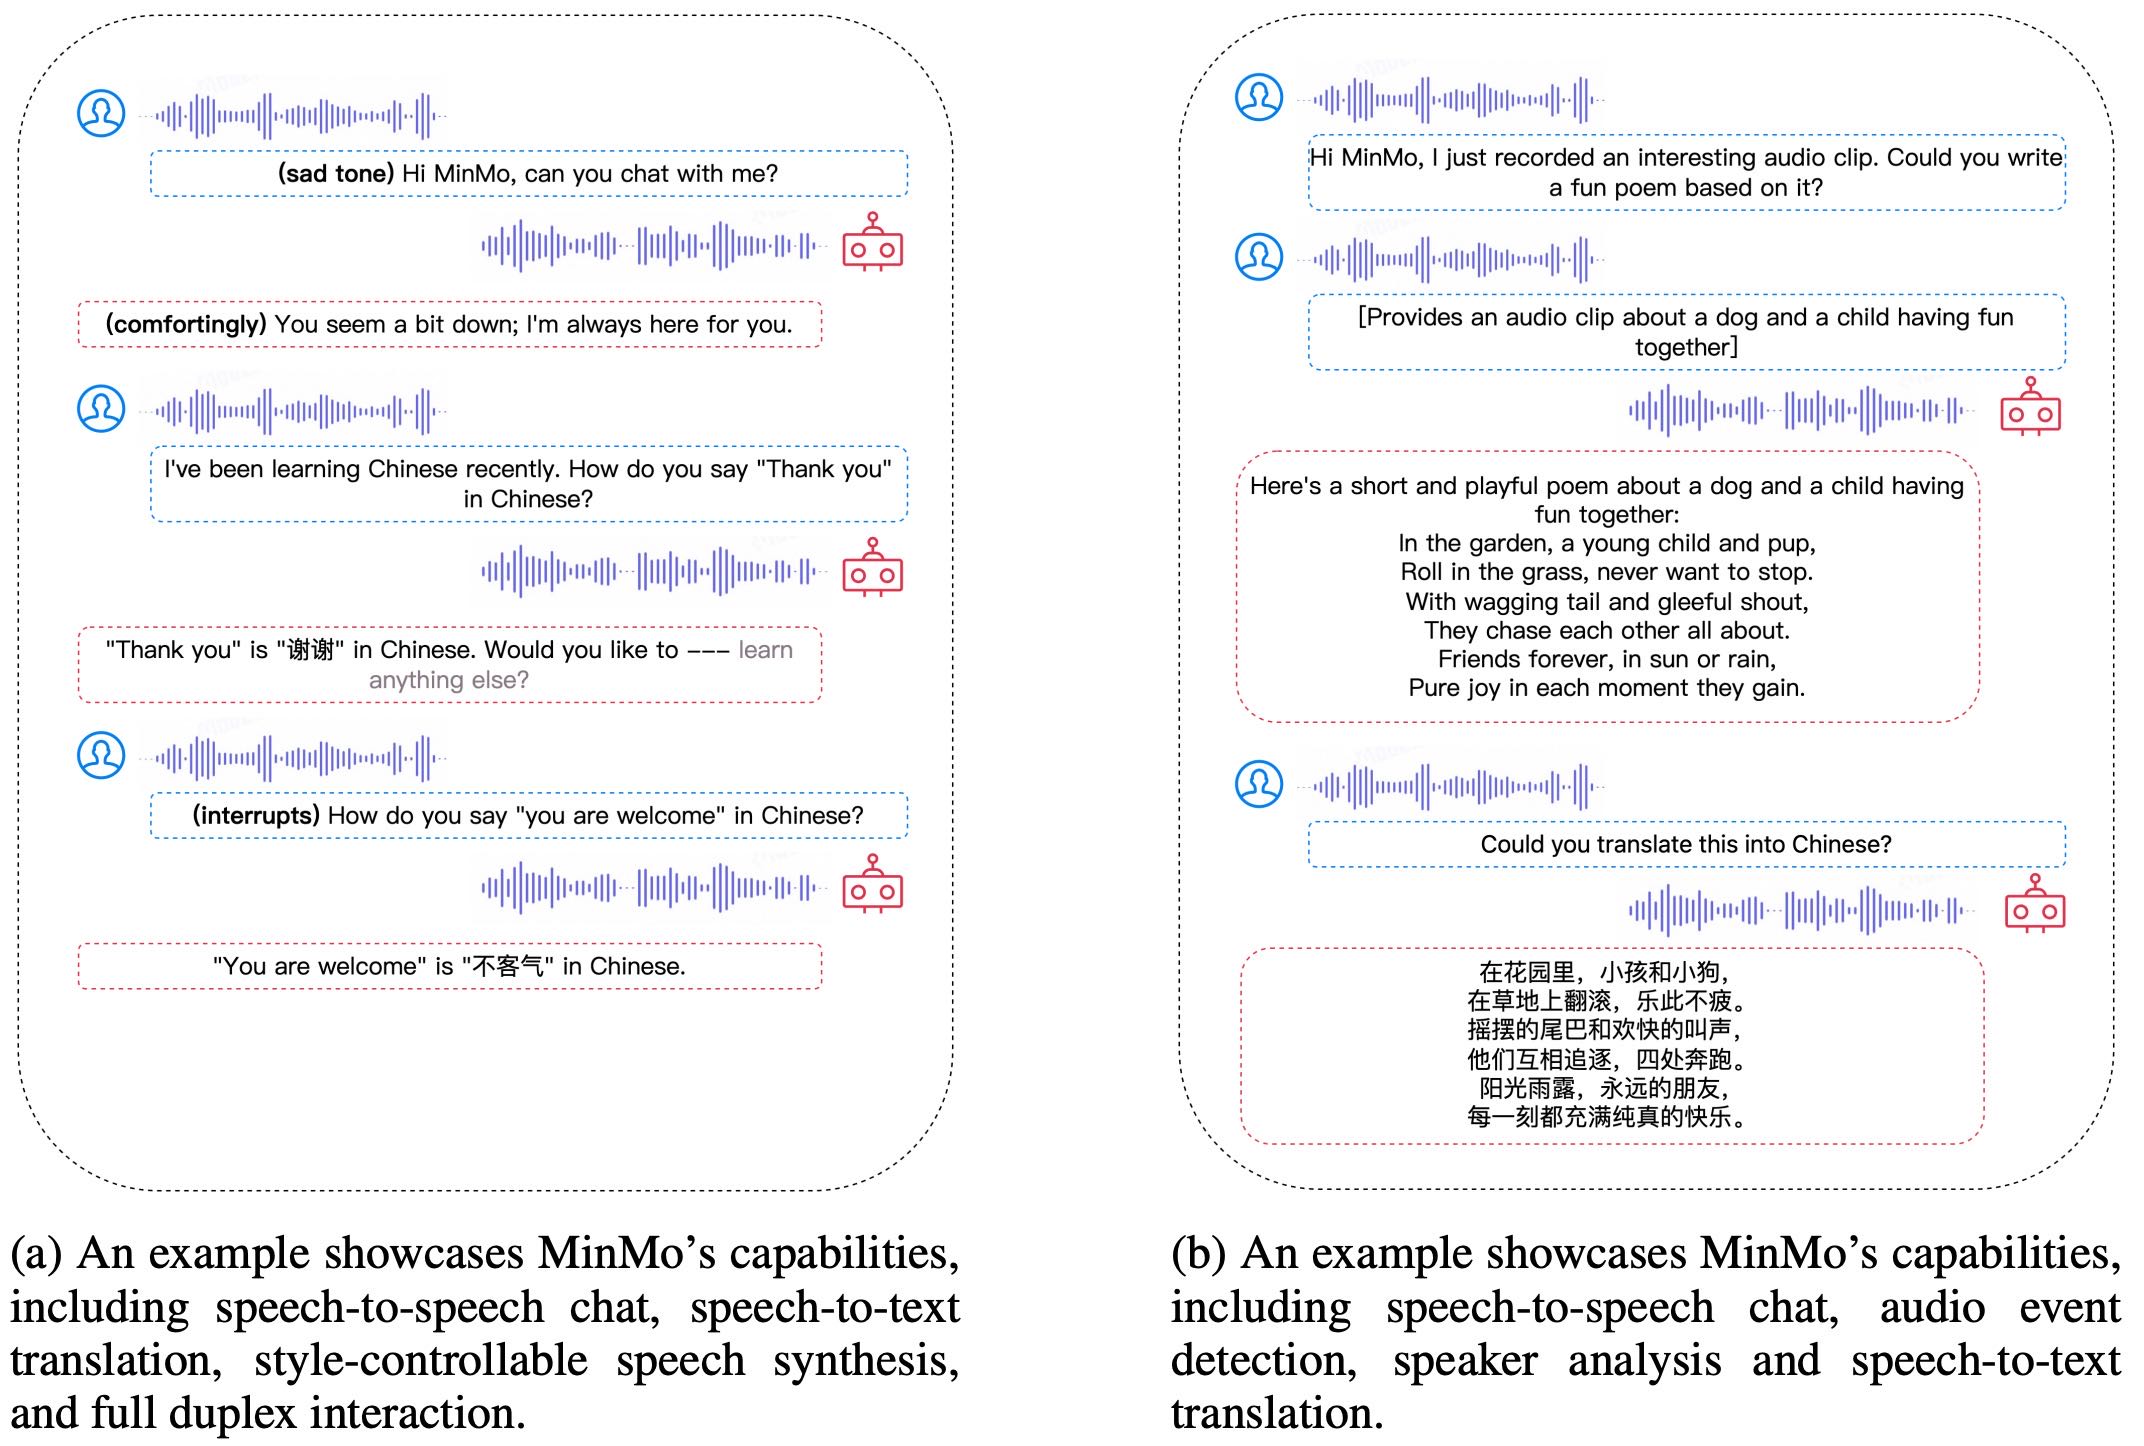 (sad tone) Hi MinMo, can you chat with me?
(comfortingly) You seem a bit down; I'm always here for you.
I've been learning Chinese recently. How do you say "Thank you"
in Chinese?
"Thank you" is "谢谢" in Chinese. Would you like to --- learn
anything else?
(interrupts) How do you say "you are welcome" in Chinese?
"You are welcome" is "不客气" in Chinese.
(a) An example showcases MinMo’s capabilities,
including speech-to-speech chat, speech-to-text
translation, style-controllable speech synthesis,
and full duplex interaction.
Hi MinMo, I just recorded an interesting audio clip. Could you write
a fun poem based on it?
[Provides an audio clip about a dog and a child having fun
together]
Here's a short and playful poem about a dog and a child having
fun together:
In the garden, a young child and pup,
Roll in the grass, never want to stop.
With wagging tail and gleeful shout,
They chase each other all about.
Friends forever, in sun or rain,
Pure joy in each moment they gain.
Could you translate this into Chinese?
在花园里，小孩和小狗，
在草地上翻滚，乐此不疲。
摇摆的尾巴和欢快的叫声，
他们互相追逐，四处奔跑。
阳光雨露，永远的朋友，
每一刻都充满纯真的快乐。
(b) An example showcases MinMo’s capabilities,
including speech-to-speech chat, audio event
detection, speaker analysis and speech-to-text
translation.